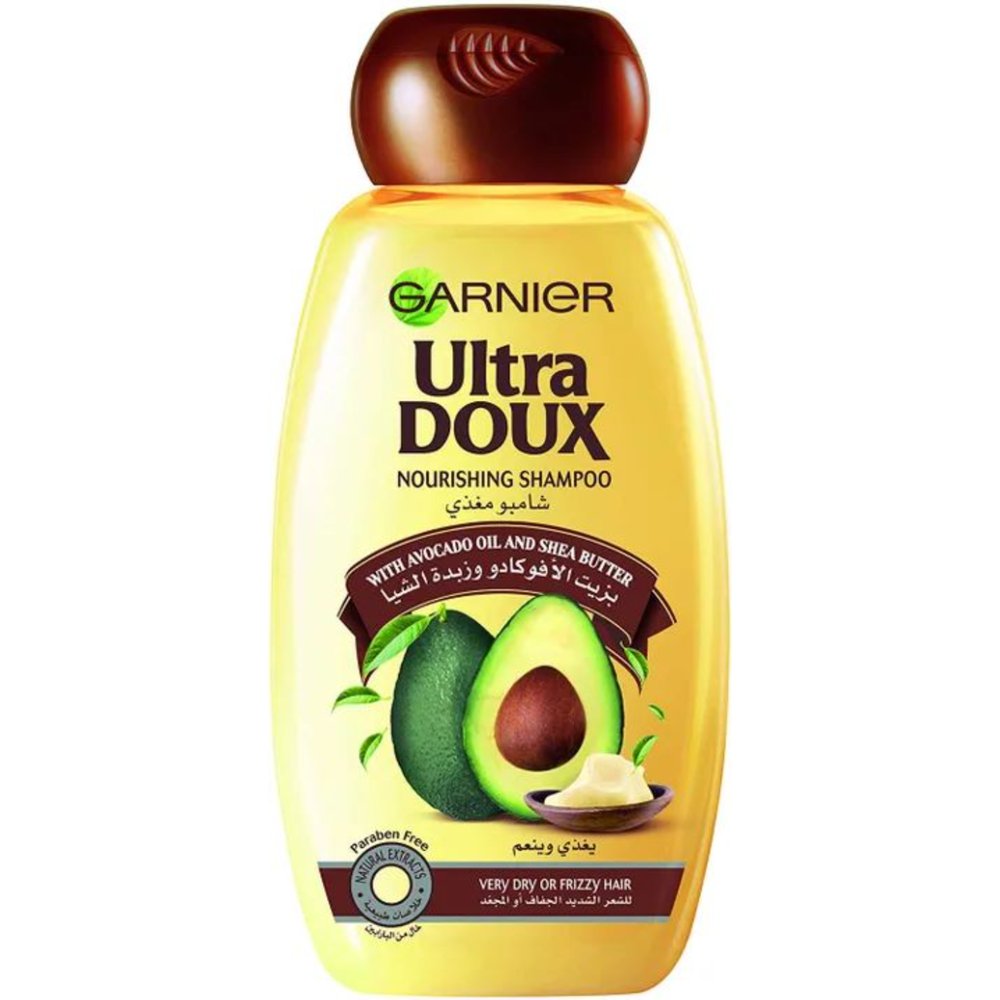 GARNIER
Ultra
DOUX
NOURISHING SHAMPOO
شامبو مغذي
WITH AVOCADO OIL AND SHEA BUTTER
بزيت الأفوكادو وزبدة الشيا
يغذي وينعم
Paraben Free
NATURAL EXTRACTS
خلاصات طبيعية
خال من البارابين
VERY DRY OR FRIZZY HAIR
للشعر الشديد الجفاف أو المجعد